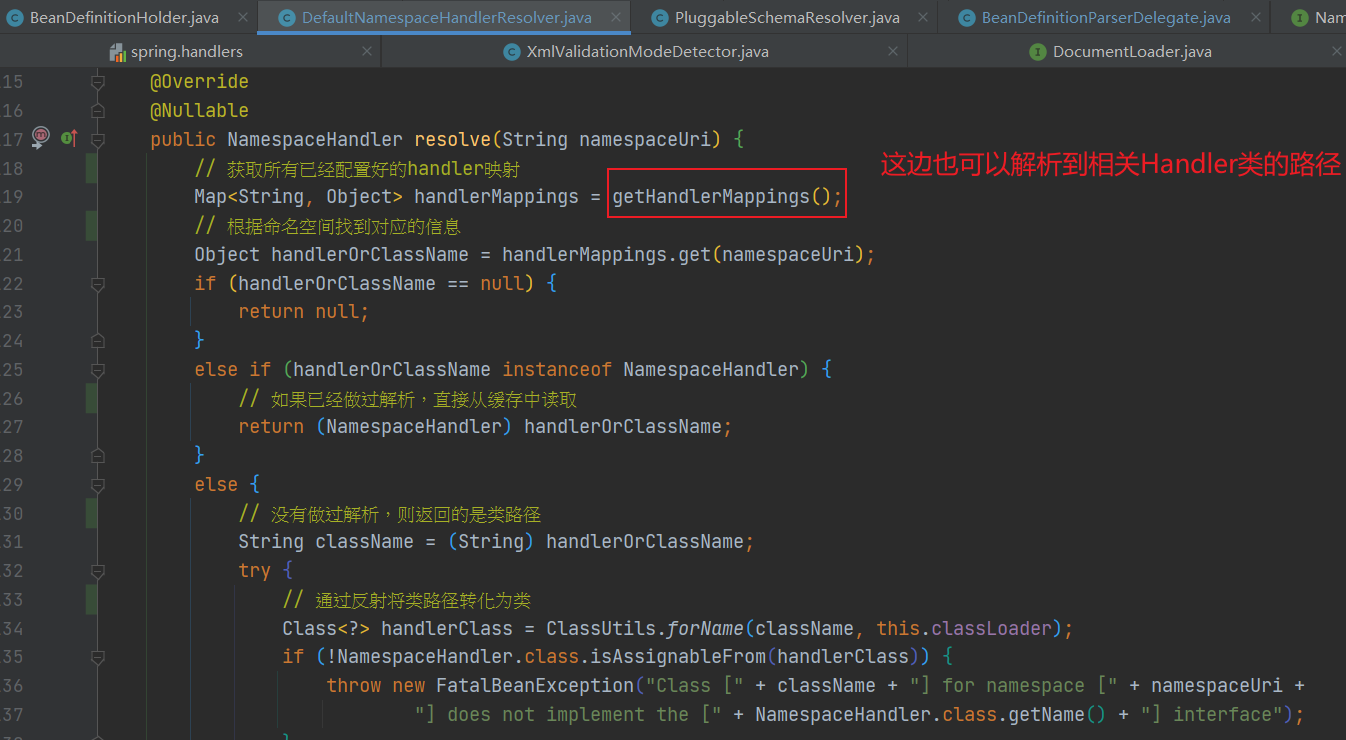 BeanDefinitionHolder.java DefaultNamespaceHandlerResolver.java PluggableSchemaResolver.java BeanDefinitionParserDelegate.java Nam
spring.handlers XmlValidationModeDetector.java DocumentLoader.java
15 @Override
16 @Nullable
17 public NamespaceHandler resolve(String namespaceUri) {
18 // 获取所有已经配置好的handler映射
这边也可以解析到相关Handler类的路径
19 Map<String, Object> handlerMappings = getHandlerMappings();
20 // 根据命名空间找到对应的信息
21 Object handlerOrClassName = handlerMappings.get(namespaceUri);
22 if (handlerOrClassName == null) {
23 return null;
24 }
25 else if (handlerOrClassName instanceof NamespaceHandler) {
26 // 如果已经做过解析，直接从缓存中读取
27 return (NamespaceHandler) handlerOrClassName;
28 }
29 else {
30 // 没有做过解析，则返回的是类路径
31 String className = (String) handlerOrClassName;
32 try {
33 // 通过反射将类路径转化为类
34 Class<?> handlerClass = ClassUtils.forName(className, this.classLoader);
35 if (!NamespaceHandler.class.isAssignableFrom(handlerClass)) {
36 throw new FatalBeanException("Class [" + className + "] for namespace [" + namespaceUri +
37 "] does not implement the [" + NamespaceHandler.class.getName() + "] interface");